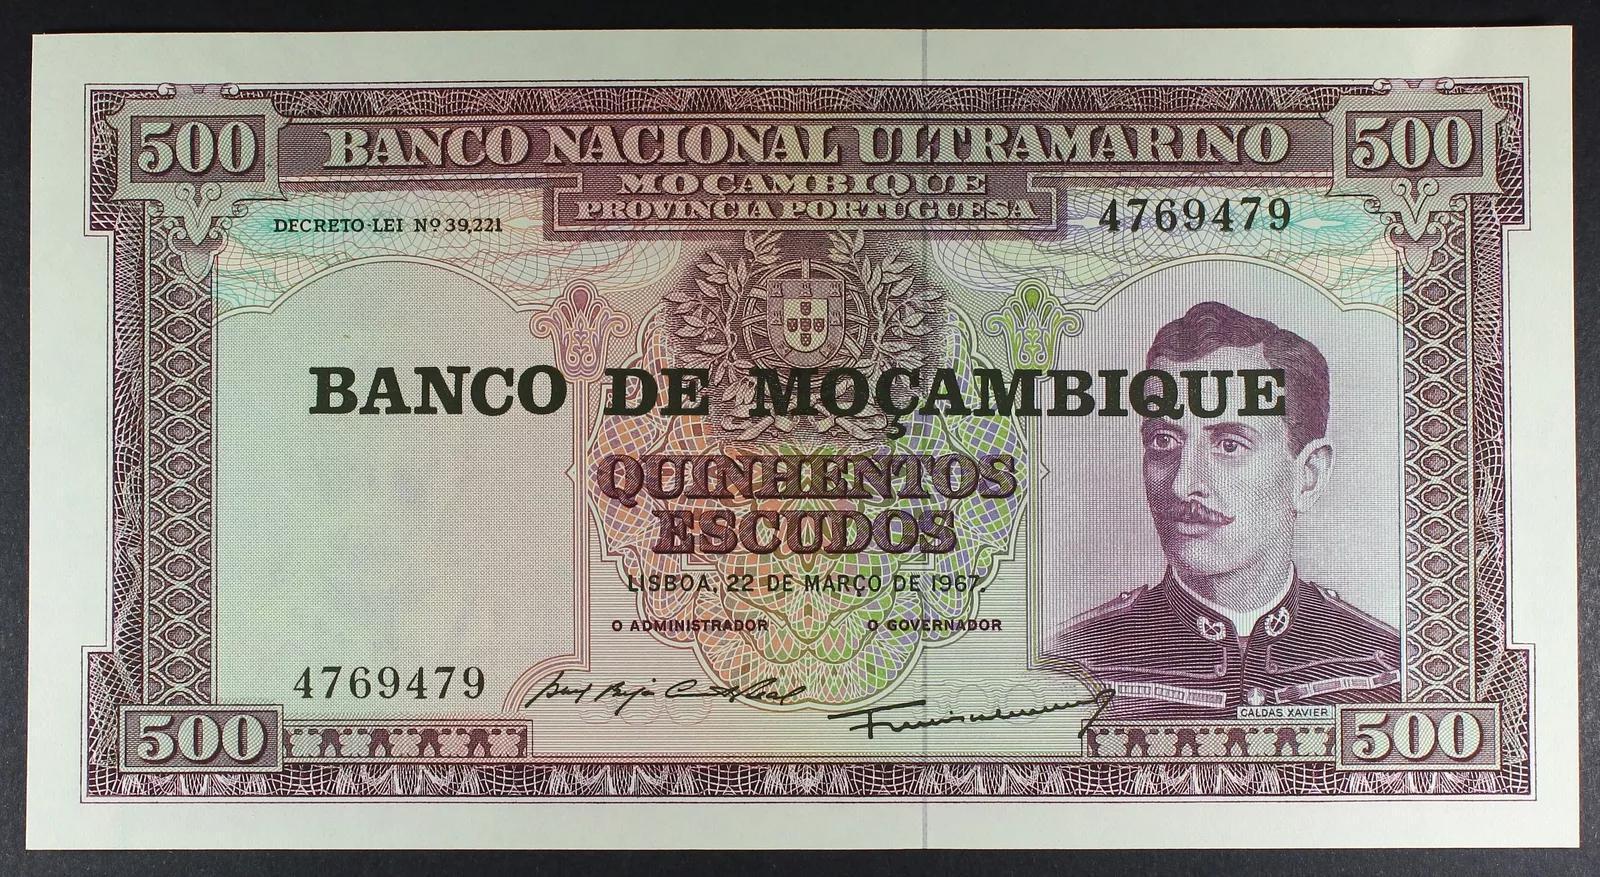 500 BANCO NACIONAL ULTRAMARINO 500
MOÇAMBIQUE
PROVINCIA PORTUGUESA
DECRETO-LEI Nº 39,221
4769479
BANCO DE MOÇAMBIQUE
QUINHENTOS
ESCUDOS
LISBOA, 22 DE MARÇO DE 1967.
O ADMINISTRADOR O GOVERNADOR
4769479
CALDAS XAVIER
500 500